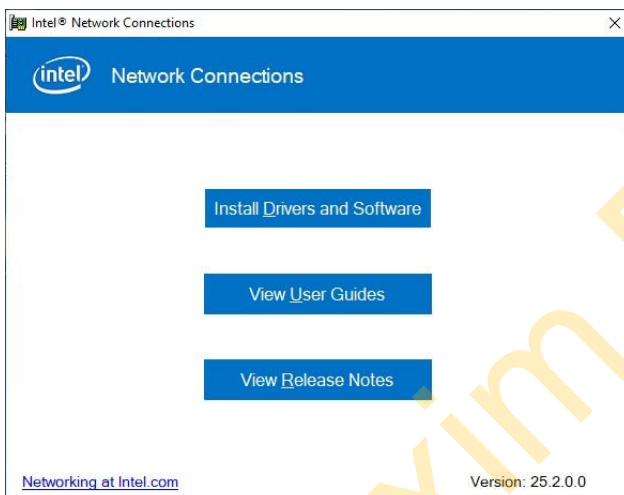 Intel® Network Connections
intel Network Connections
Install Drivers and Software
View User Guides
View Release Notes
Networking at Intel.com Version: 25.2.0.0